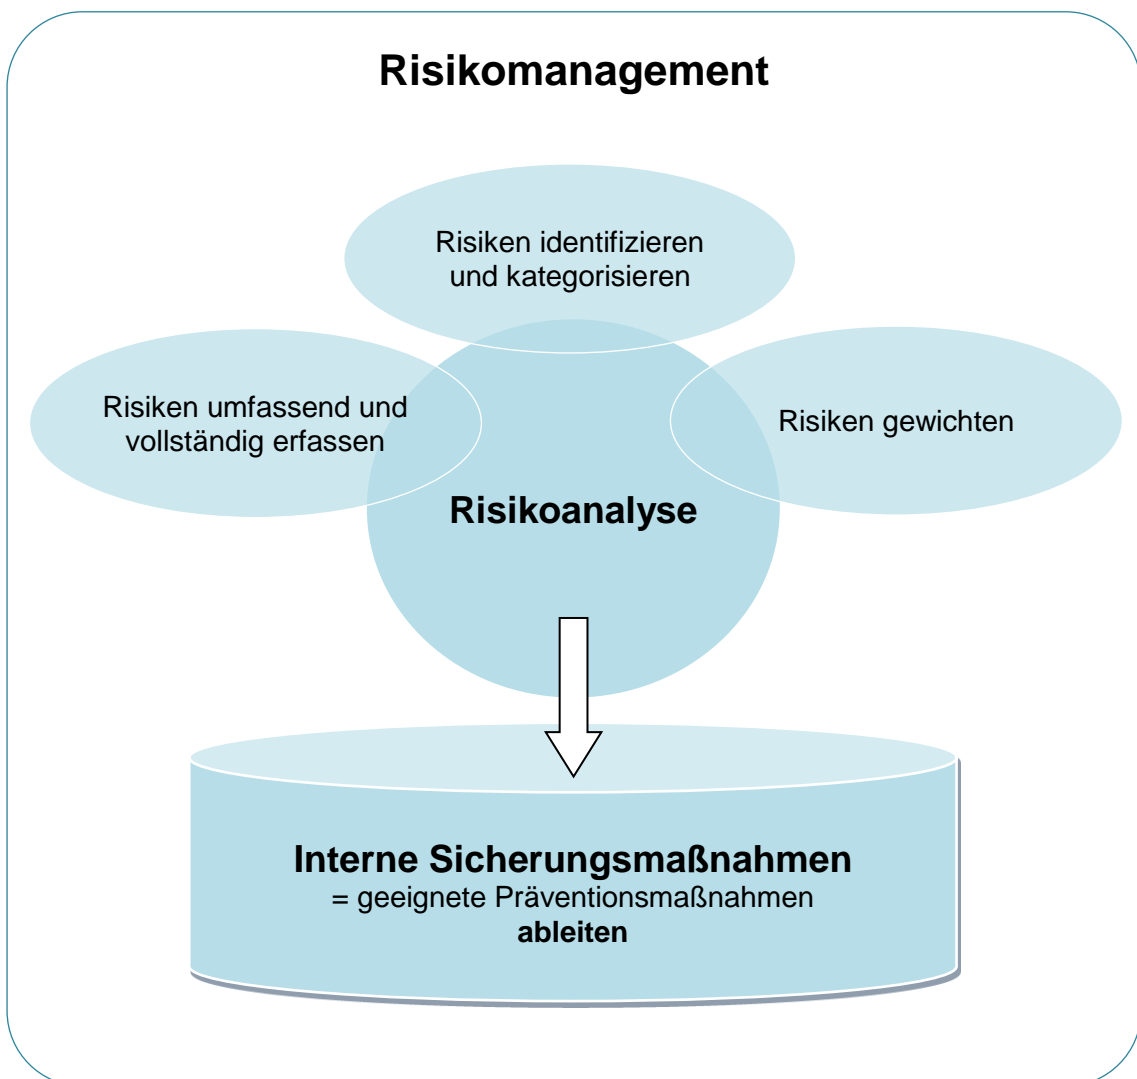 Risikomanagement
Risiken identifizieren
und kategorisieren
Risiken umfassend und
vollständig erfassen
Risiken gewichten
Risikoanalyse
Interne Sicherungsmaßnahmen
= geeignete Präventionsmaßnahmen
ableiten